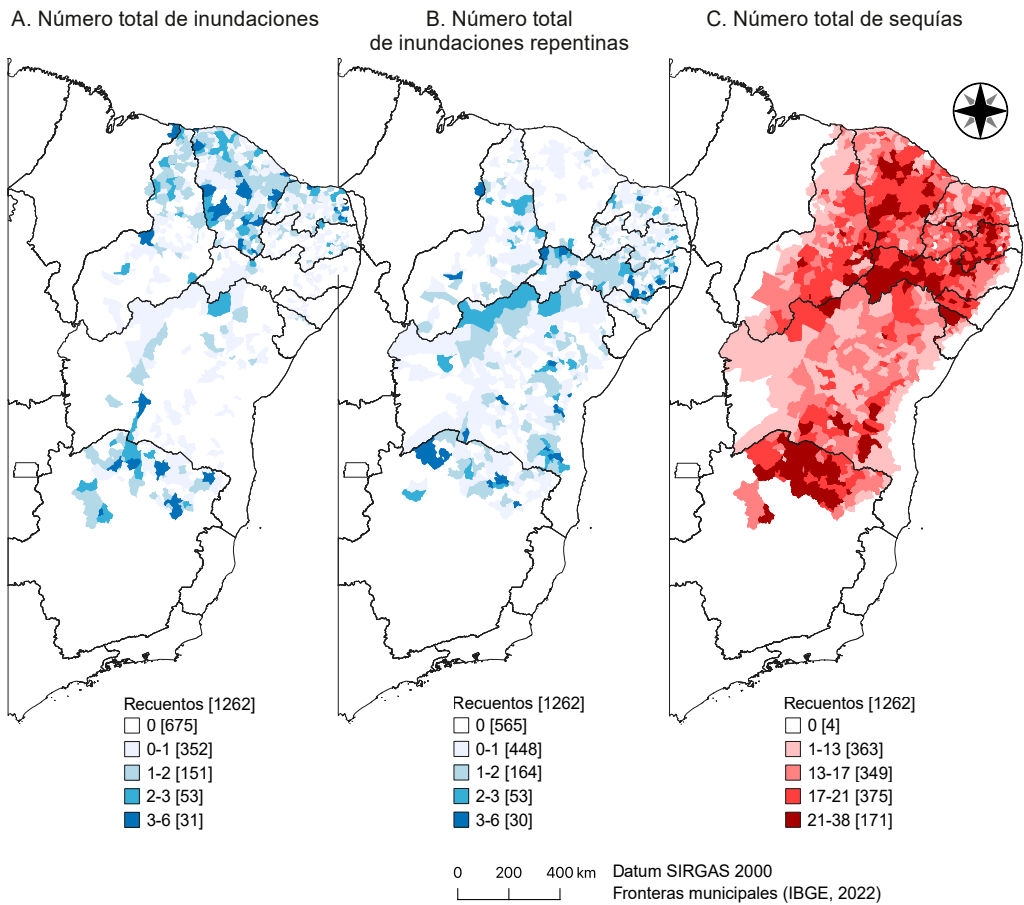 A. Número total de inundaciones
B. Número total
de inundaciones repentinas
C. Número total de sequías
Recuentos [1262]
0 [675]
0-1 [352]
1-2 [151]
2-3 [53]
3-6 [31]
Recuentos [1262]
0 [565]
0-1 [448]
1-2 [164]
2-3 [53]
3-6 [30]
Recuentos [1262]
0 [4]
1-13 [363]
13-17 [349]
17-21 [375]
21-38 [171]
0 200 400 km
Datum SIRGAS 2000
Fronteras municipales (IBGE, 2022)